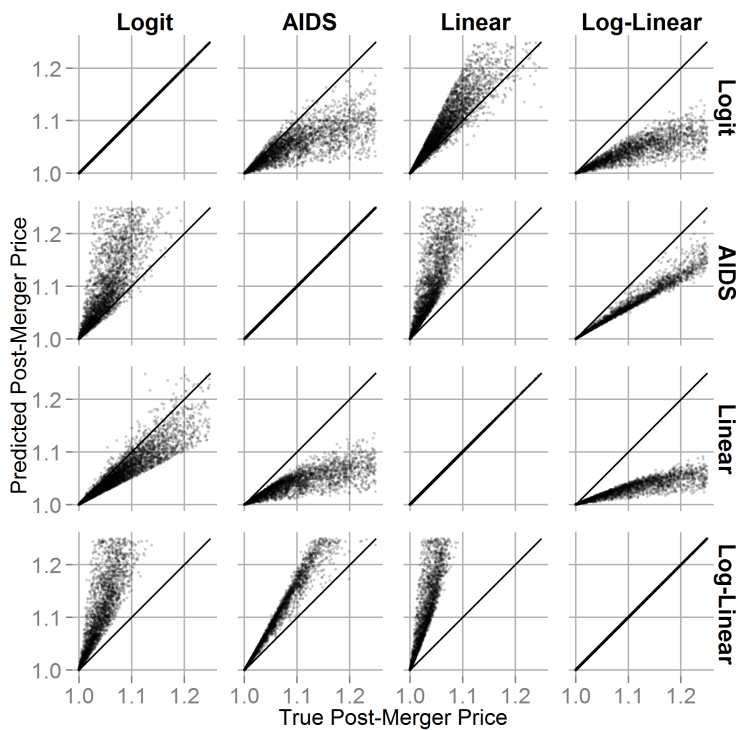 Logit AIDS Linear Log-Linear
1.2
1.1
1.0
Logit
1.2
1.1
1.0
AIDS
Predicted Post-Merger Price
1.2
1.1
1.0
Linear
1.2
1.1
1.0
Log-Linear
1.0 1.1 1.2 1.0 1.1 1.2 1.0 1.1 1.2 1.0 1.1 1.2
True Post-Merger Price